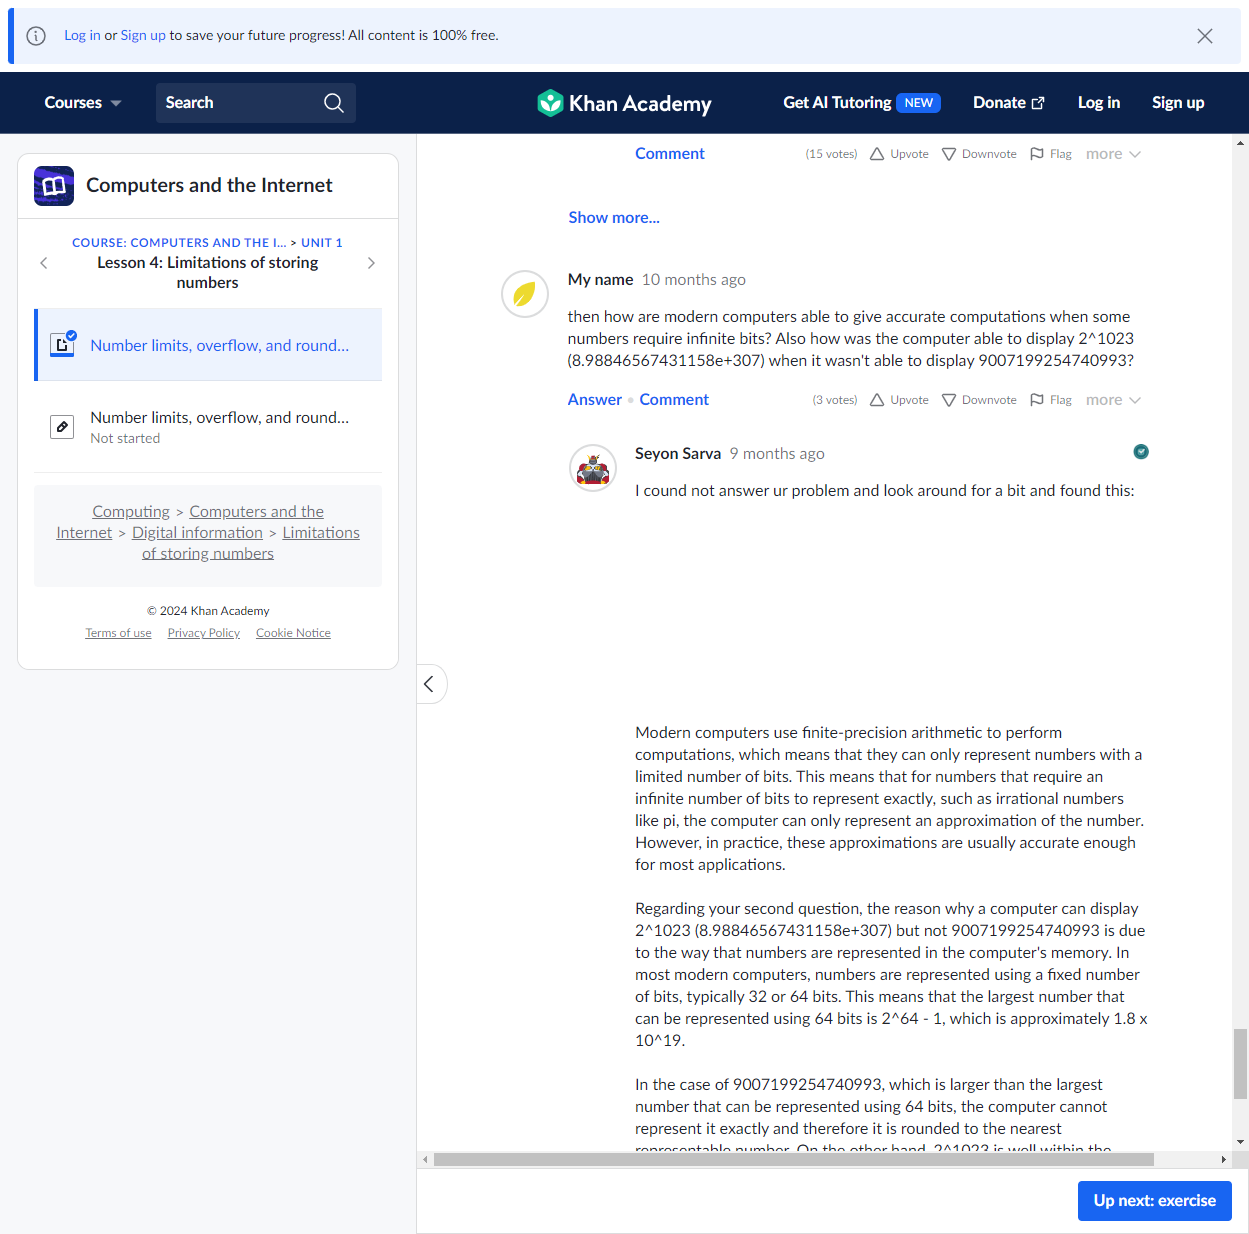 Log in or Sign up to save your future progress! All content is 100% free.
Courses
Search
Khan Academy
Get AI Tutoring NEW
Donate
Log in
Sign up
Computers and the Internet
COURSE: COMPUTERS AND THE I... > UNIT 1
Lesson 4: Limitations of storing
numbers
Number limits, overflow, and round...
Number limits, overflow, and round...
Not started
Computing > Computers and the
Internet > Digital information > Limitations
of storing numbers
© 2024 Khan Academy
Terms of use Privacy Policy Cookie Notice
Comment (15 votes) Upvote Downvote Flag more
Show more...
My name 10 months ago
then how are modern computers able to give accurate computations when some
numbers require infinite bits? Also how was the computer able to display 2^1023
(8.98846567431158e+307) when it wasn't able to display 9007199254740993?
Answer • Comment (3 votes) Upvote Downvote Flag more
Seyon Sarva 9 months ago
I cound not answer ur problem and look around for a bit and found this:
Modern computers use finite-precision arithmetic to perform
computations, which means that they can only represent numbers with a
limited number of bits. This means that for numbers that require an
infinite number of bits to represent exactly, such as irrational numbers
like pi, the computer can only represent an approximation of the number.
However, in practice, these approximations are usually accurate enough
for most applications.
Regarding your second question, the reason why a computer can display
2^1023 (8.98846567431158e+307) but not 9007199254740993 is due
to the way that numbers are represented in the computer's memory. In
most modern computers, numbers are represented using a fixed number
of bits, typically 32 or 64 bits. This means that the largest number that
can be represented using 64 bits is 2^64 - 1, which is approximately 1.8 x
10^19.
In the case of 9007199254740993, which is larger than the largest
number that can be represented using 64 bits, the computer cannot
represent it exactly and therefore it is rounded to the nearest
representable number. On the other hand, 2^1023 is well within the
Up next: exercise